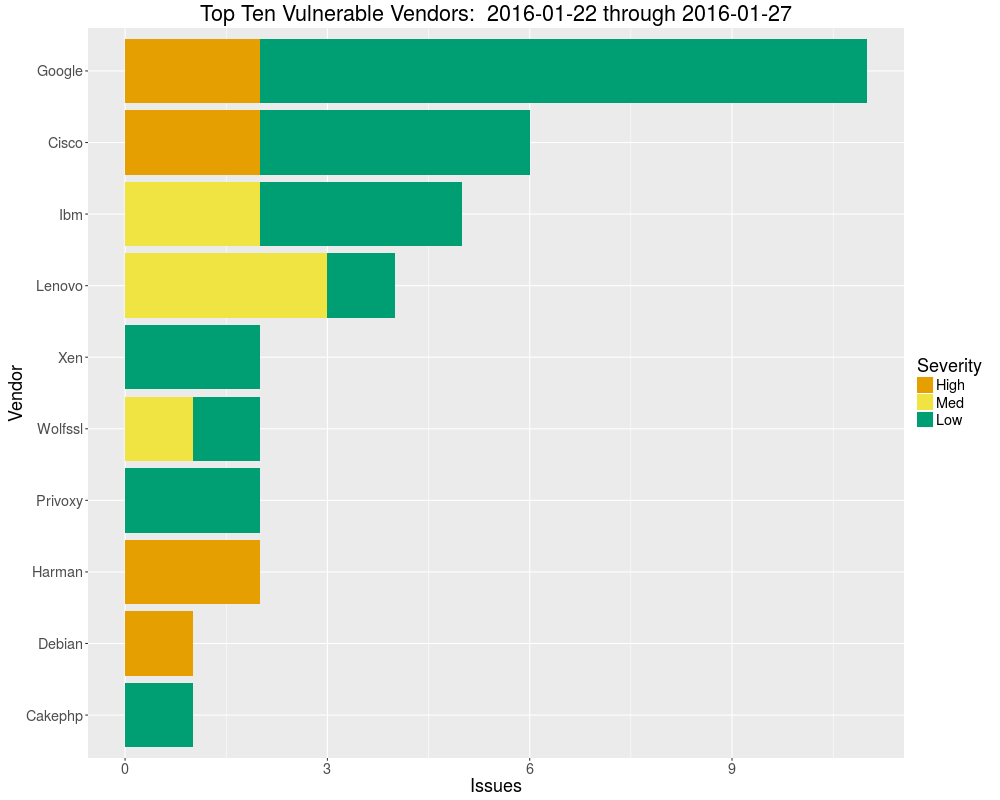 Top Ten Vulnerable Vendors:  2016-01-22 through 2016-01-27
Google
Cisco
Ibm
Lenovo
Xen
Wolfssl
Privoxy
Harman
Debian
Cakephp
Vendor
0 3 6 9
Issues
Severity
High
Med
Low